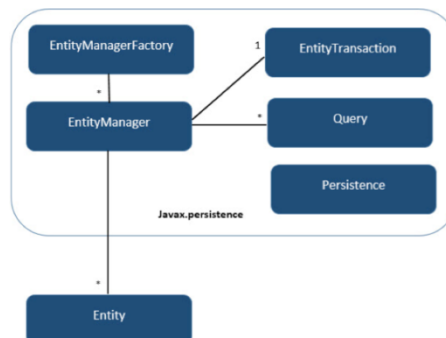 EntityManagerFactory
1
EntityTransaction
*
EntityManager
*
Query
Persistence
Javax.persistence
*
Entity